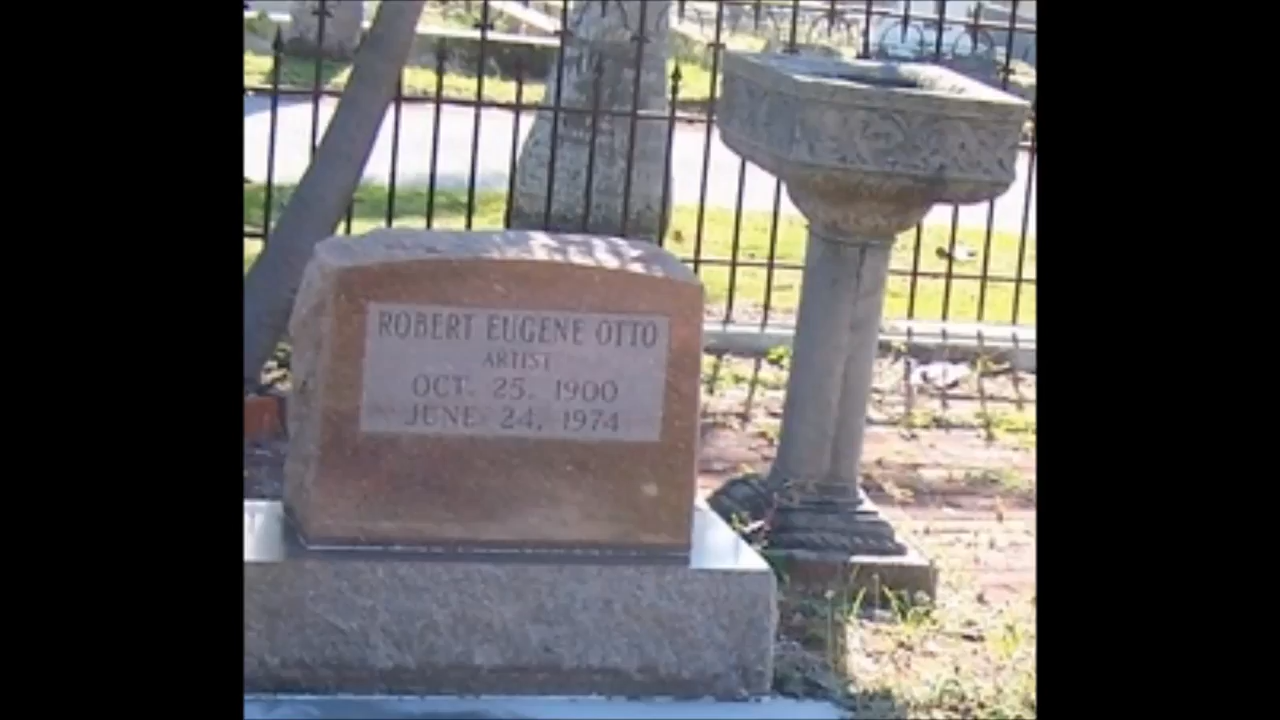 ROBERT EUGENE OTTO
ARTIST
OCT. 25. 1900
JUNE 24, 1974